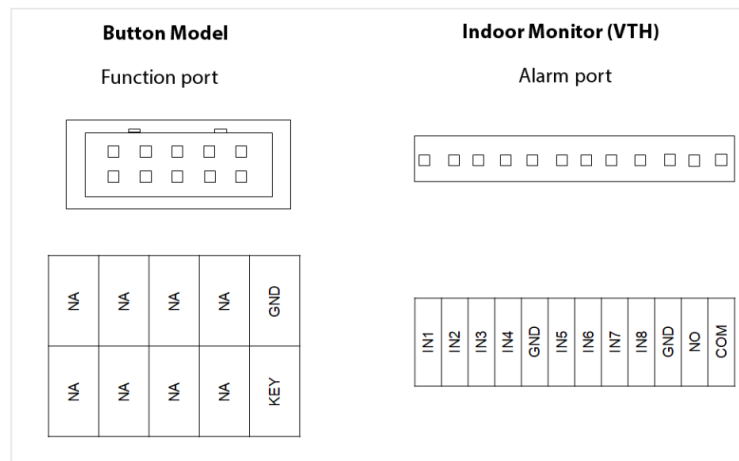 Button Model
Function port
NA NA NA NA GND
NA NA NA NA KEY
Indoor Monitor (VTH)
Alarm port
IN1 IN2 IN3 IN4 GND IN5 IN6 IN7 IN8 GND NO COM